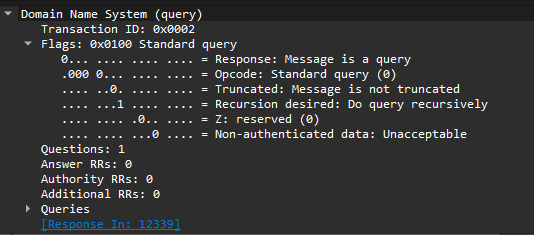 Domain Name System (query)
Transaction ID: 0x0002
Flags: 0x0100 Standard query
0... .... .... .... = Response: Message is a query
.000 0... .... .... = Opcode: Standard query (0)
.... ..0. .... .... = Truncated: Message is not truncated
.... ...1 .... .... = Recursion desired: Do query recursively
.... .... .0.. .... = Z: reserved (0)
.... .... ...0 .... = Non-authenticated data: Unacceptable
Questions: 1
Answer RRs: 0
Authority RRs: 0
Additional RRs: 0
Queries
[Response In: 12339]